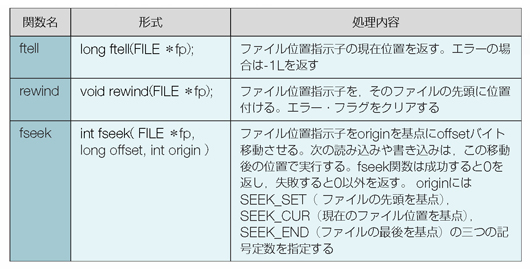 関数名 形式 処理内容
ftell long ftell(FILE *fp); ファイル位置指示子の現在位置を返す。エラーの場
合は-1Lを返す
rewind void rewind(FILE *fp); ファイル位置指示子を，そのファイルの先頭に位置
付ける。エラー・フラグをクリアする
fseek int fseek( FILE *fp, ファイル位置指示子をoriginを基点にoffsetバイト
long offset, int origin ) 移動させる。次の読み込みや書き込みは，この移動
後の位置で実行する。fseek関数は成功すると0を
返し，失敗すると0以外を返す。 originには
SEEK_SET（ ファイルの先頭を基点），
SEEK_CUR（現在のファイル位置を基点），
SEEK_END（ファイルの最後を基点）の三つの記
号定数を指定する